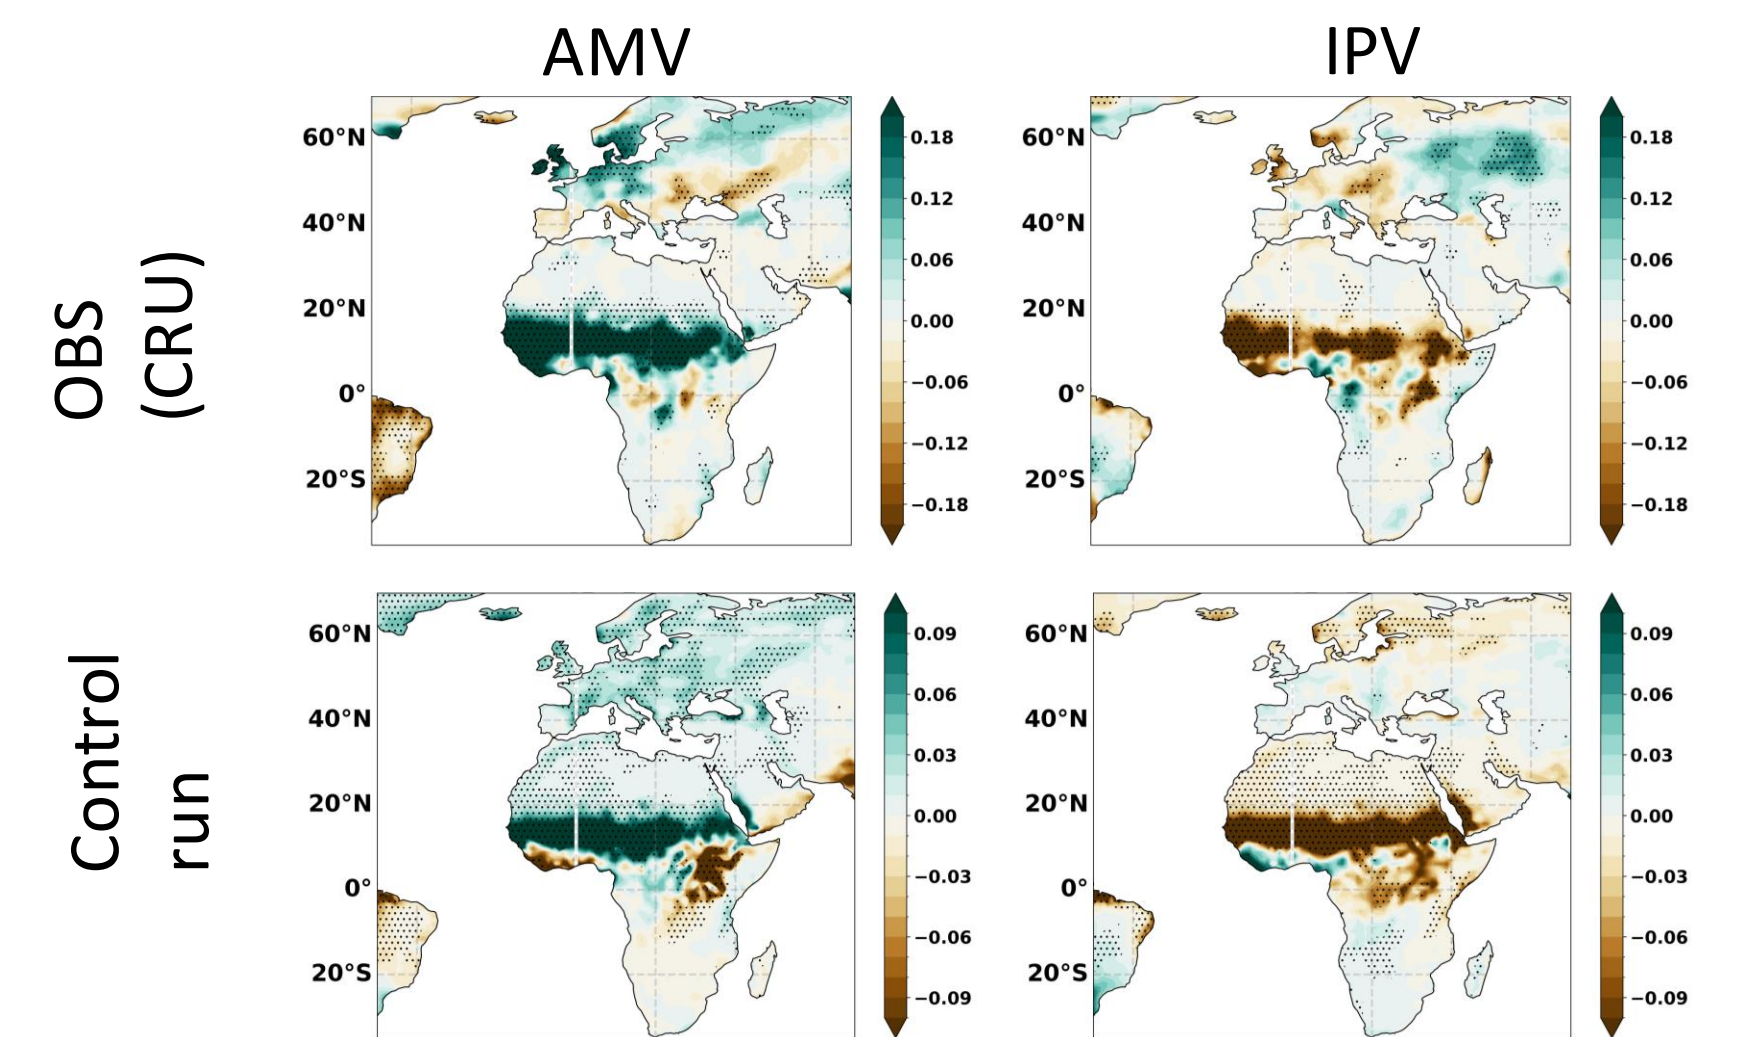 AMV
IPV
OBS
(CRU)
60°N
40°N
20°N
0°
20°S
0.18
0.12
0.06
0.00
−0.06
−0.12
−0.18
60°N
40°N
20°N
0°
20°S
0.18
0.12
0.06
0.00
−0.06
−0.12
−0.18
Control
run
60°N
40°N
20°N
0°
20°S
0.09
0.06
0.03
0.00
−0.03
−0.06
−0.09
60°N
40°N
20°N
0°
20°S
0.09
0.06
0.03
0.00
−0.03
−0.06
−0.09